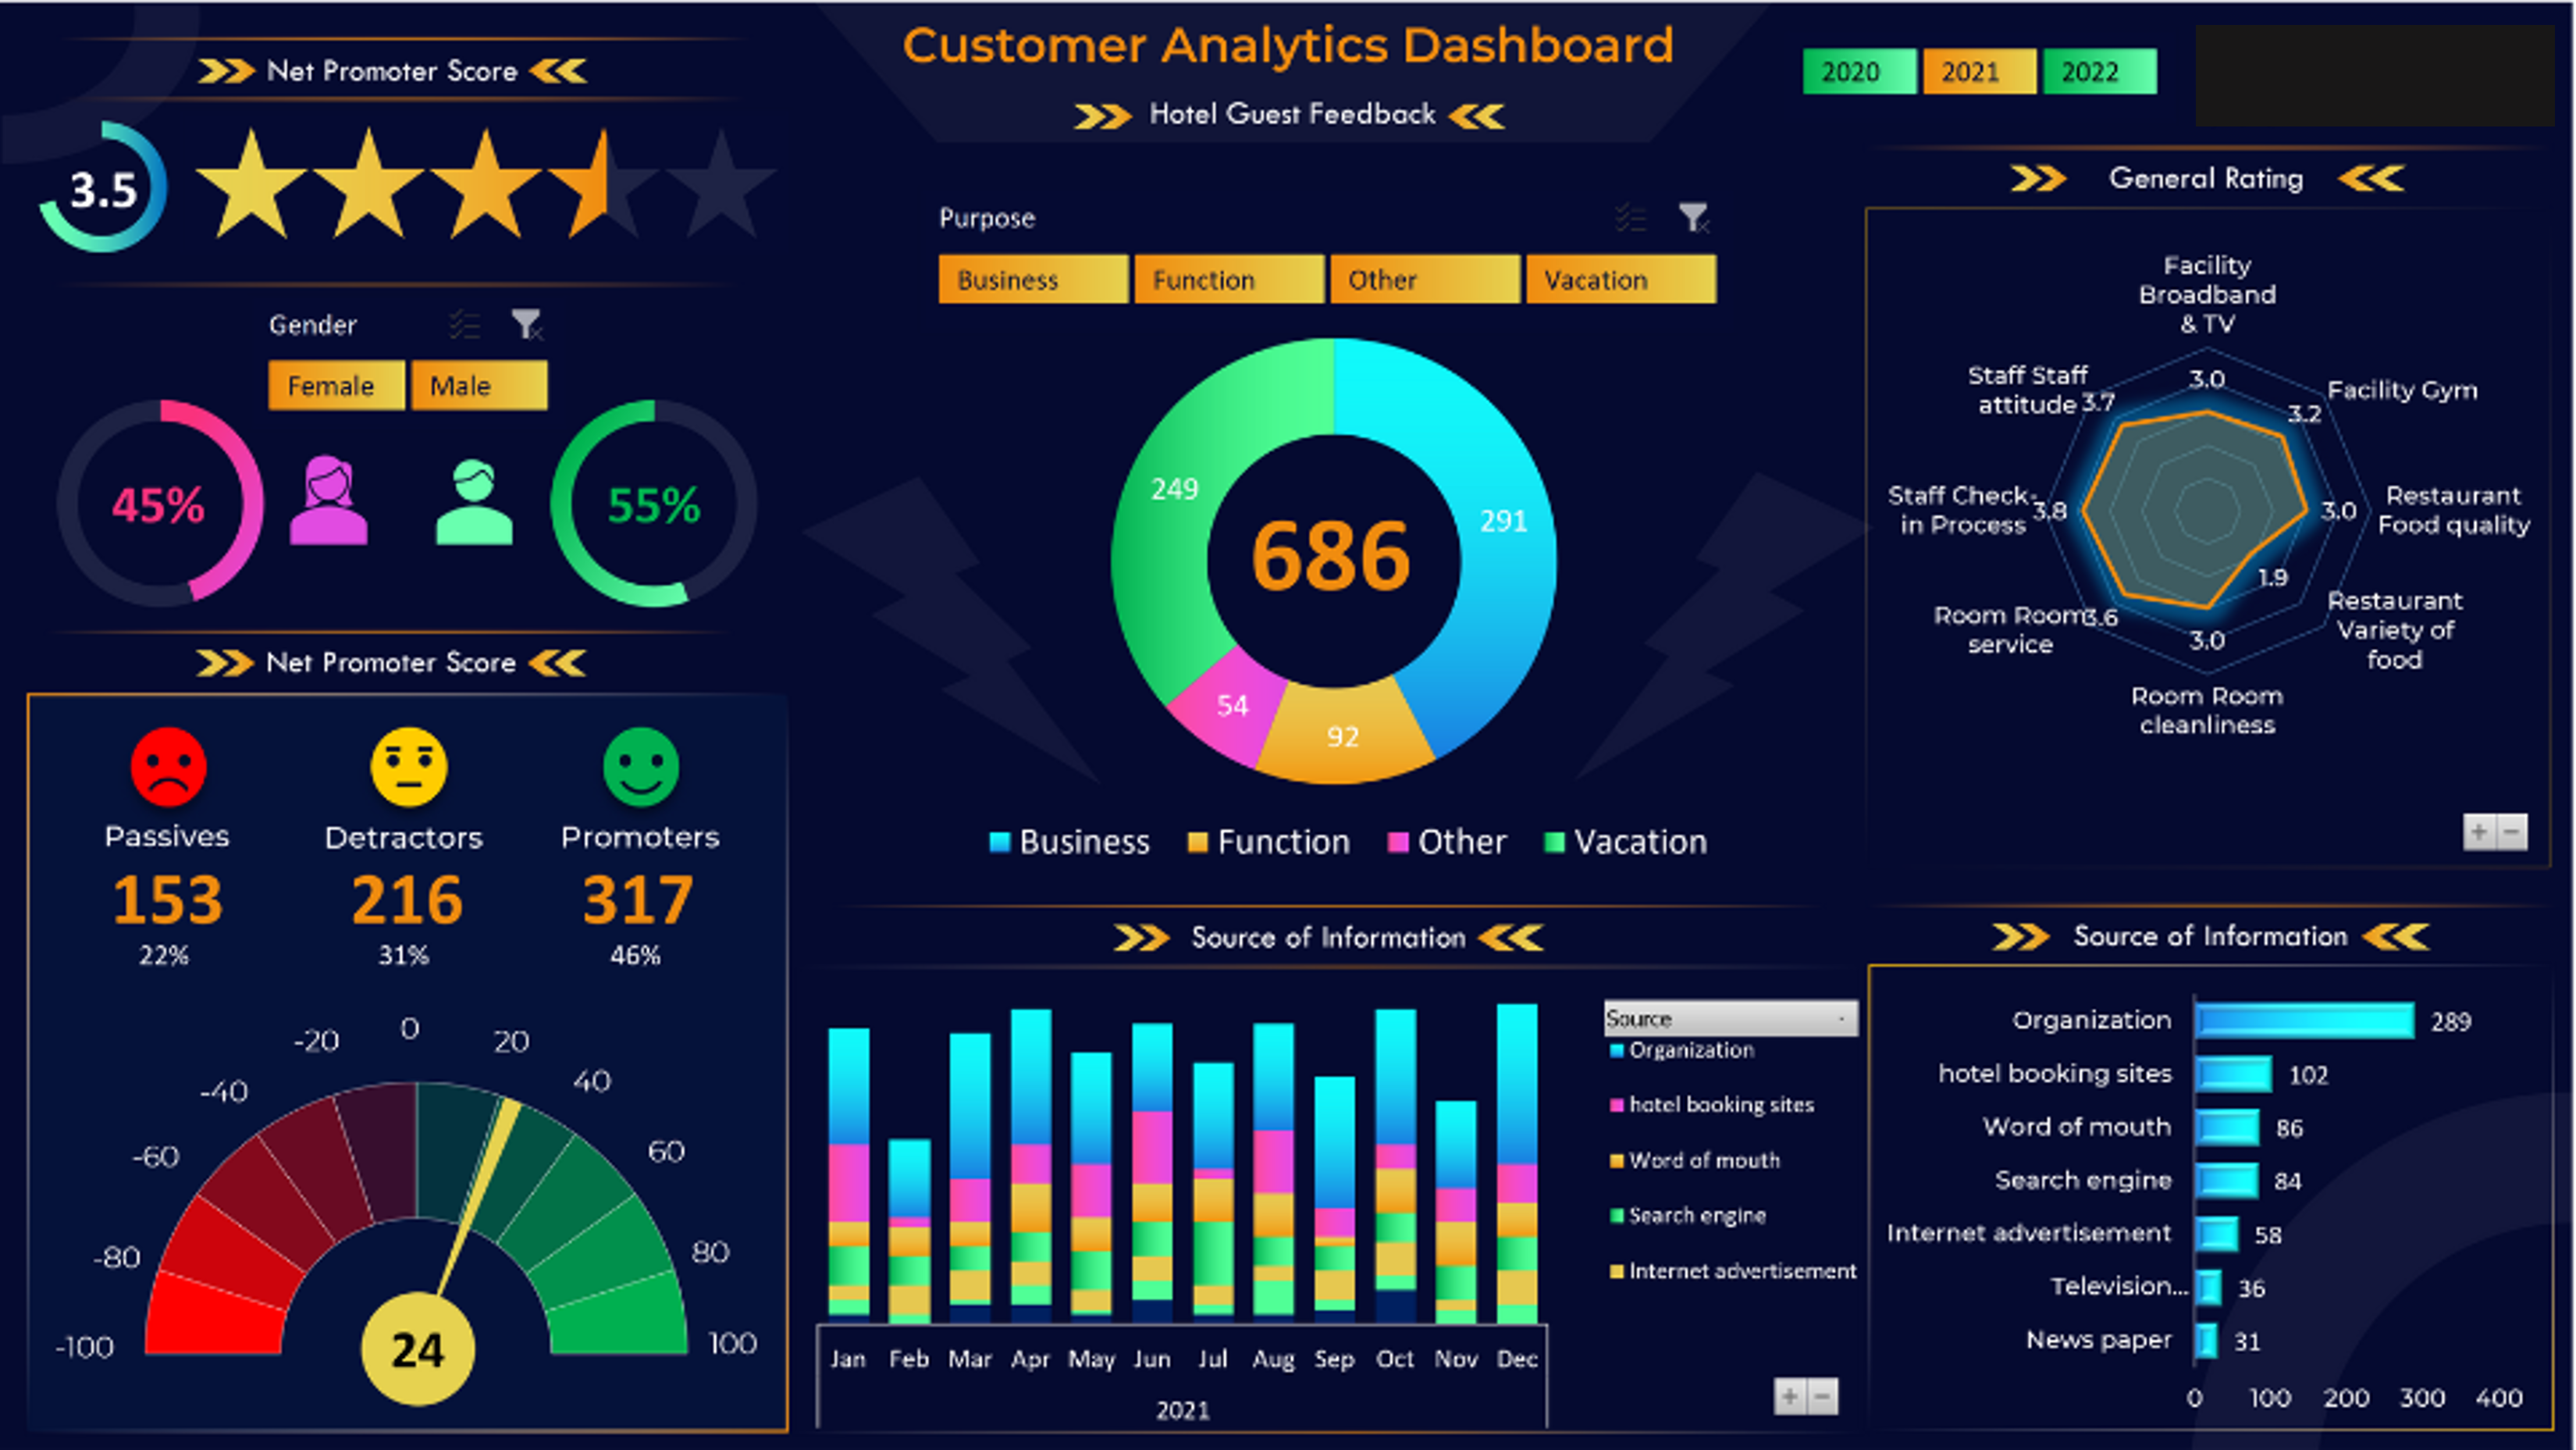 Customer Analytics Dashboard
Hotel Guest Feedback
2020
2021
2022
Net Promoter Score
3.5
Gender
Female
Male
45%
55%
Net Promoter Score
Passives
Detractors
Promoters
153
216
317
22%
31%
46%
-100
-80
-60
-40
-20
0
20
40
60
80
100
24
Purpose
Business
Function
Other
Vacation
249
291
686
54
92
Business
Function
Other
Vacation
General Rating
Facility
Broadband
& TV
3.0
Facility Gym
3.2
Restaurant
Food quality
3.0
Restaurant
Variety of
food
1.9
Room Room
cleanliness
3.0
Room Room
service
3.6
Staff Check-
in Process
3.8
Staff Staff
attitude
3.7
+
−
Source of Information
Source
Organization
hotel booking sites
Word of mouth
Search engine
Internet advertisement
Jan
Feb
Mar
Apr
May
Jun
Jul
Aug
Sep
Oct
Nov
Dec
2021
+
−
Source of Information
Organization 289
hotel booking sites 102
Word of mouth 86
Search engine 84
Internet advertisement 58
Television... 36
News paper 31
0 100 200 300 400